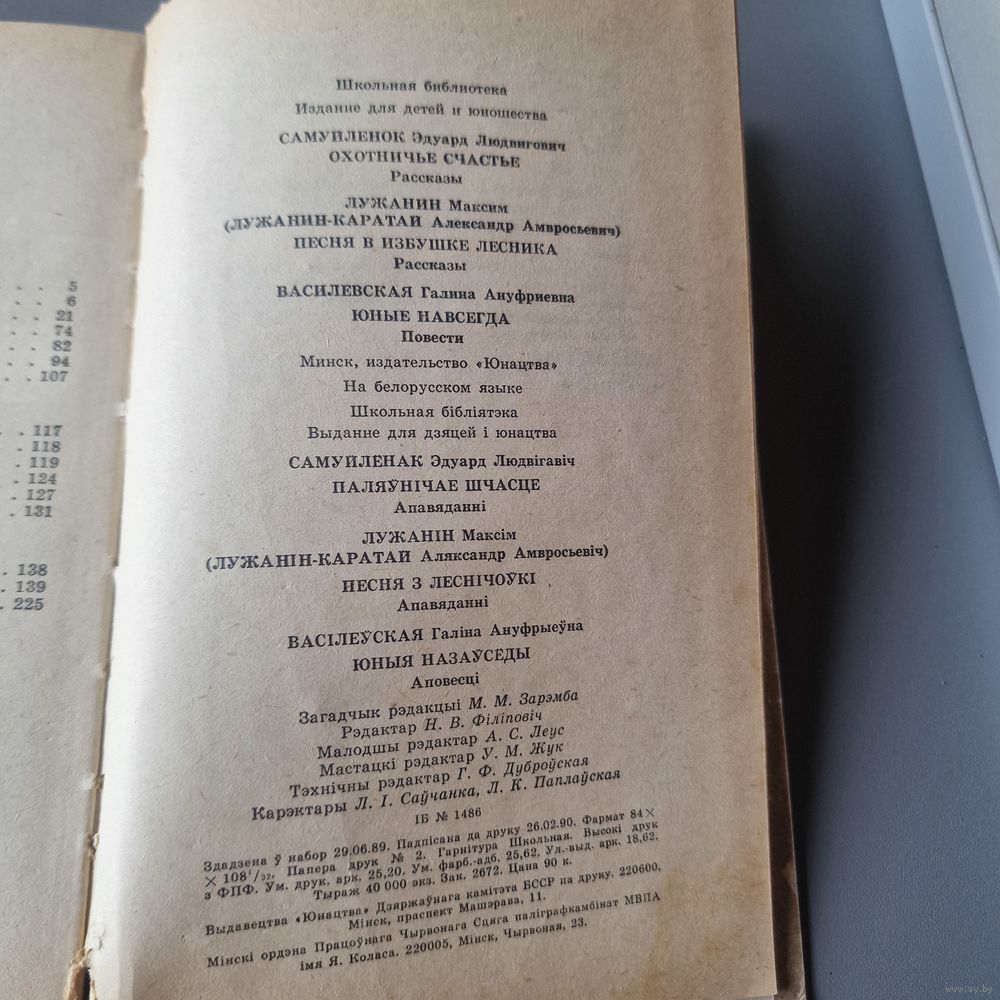 . . . 5
. . . 6
. . . 21
. . . 74
. . . 82
. . . 94
. . . 107
. . 117
. 118
. 119
. 124
. 127
. 131
. 138
. 139
. 225
Школьная библиотека
Издание для детей и юношества
САМУЙЛЕНОК Эдуард Людвигович
ОХОТНИЧЬЕ СЧАСТЬЕ
Рассказы
ЛУЖАНИН Максим
(ЛУЖАНИН-КАРАТАЙ Александр Амвросьевич)
ПЕСНЯ В ИЗБУШКЕ ЛЕСНИКА
Рассказы
ВАСИЛЕВСКАЯ Галина Ануфриевна
ЮНЫЕ НАВСЕГДА
Повести
Минск, издательство «Юнацтва»
На белорусском языке
Школьная бібліятэка
Выданне для дзяцей і юнацтва
САМУЙЛЕНАК Эдуард Людвігавіч
ПАЛЯЎНІЧАЕ ШЧАСЦЕ
Апавяданні
ЛУЖАНІН Максім
(ЛУЖАНІН-КАРАТАЙ Аляксандр Амвросьевіч)
ПЕСНЯ З ЛЕСНІЧОЎКІ
Апавяданні
ВАСІЛЕЎСКАЯ Галіна Ануфрыеўна
ЮНЫЯ НАЗАЎСЕДЫ
Аповесці
Загадчык рэдакцыі М. М. Зарэмба
Рэдактар Н. В. Філіповіч
Малодшы рэдактар А. С. Леус
Мастацкі рэдактар У. М. Жук
Тэхнічны рэдактар Г. Ф. Дуброўская
Карэктары Л. І. Саўчанка, Л. К. Паплаўская
ІБ № 1486
Здадзена ў набор 29.06.89. Падпісана да друку 26.02.90. Фармат 84×
×108 1/32. Папера друк № 2. Гарнітура Школьная. Высокі друк
з ФПФ. Ум. друк. арк. 25,20. Ум. фарб.-адб. 25,62. Ул.-выд. арк. 18,62.
Тыраж 40 000 экз. Зак. 2672. Цана 90 к.
Выдавецтва «Юнацтва» Дзяржаўнага камітэта БССР па друку. 220600,
Мінск, праспект Машэрава, 11.
Мінскі ордэна Працоўнага Чырвонага Сцяга паліграфкамбінат МВПА
імя Я. Коласа. 220005, Мінск, Чырвоная, 23.
www.ay.by